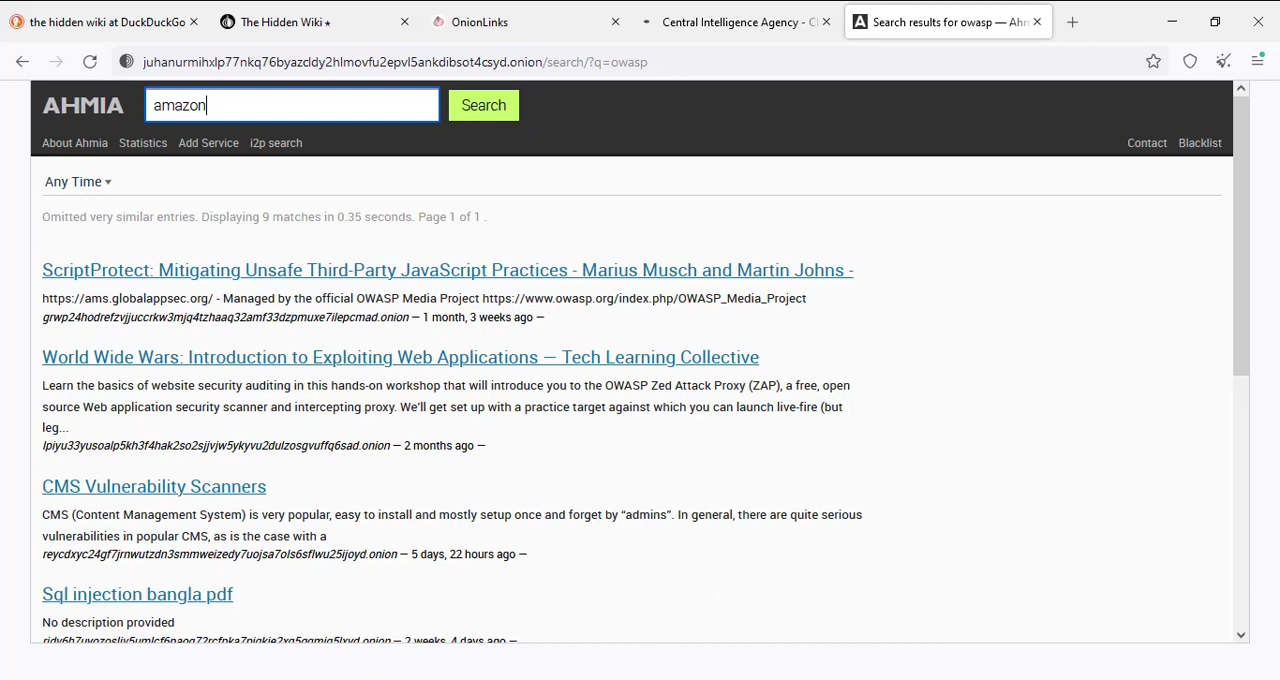 the hidden wiki at DuckDuckGo
The Hidden Wiki ⋆
OnionLinks
Central Intelligence Agency - C
Search results for owasp — Ahm
juhanurmihxlp77nkq76byazcldy2hlmovfu2epvl5ankdibsot4csyd.onion/search/?q=owasp
AHMIA
amazon
Search
About Ahmia Statistics Add Service i2p search Contact Blacklist
Any Time
Omitted very similar entries. Displaying 9 matches in 0.35 seconds. Page 1 of 1 .
ScriptProtect: Mitigating Unsafe Third-Party JavaScript Practices - Marius Musch and Martin Johns -
https://ams.globalappsec.org/ - Managed by the official OWASP Media Project https://www.owasp.org/index.php/OWASP_Media_Project
grwp24hodrefzvjjuccrkw3mjq4tzhaaq32amf33dzpmuxe7ilepcmad.onion — 1 month, 3 weeks ago —
World Wide Wars: Introduction to Exploiting Web Applications — Tech Learning Collective
Learn the basics of website security auditing in this hands-on workshop that will introduce you to the OWASP Zed Attack Proxy (ZAP), a free, open
source Web application security scanner and intercepting proxy. We'll get set up with a practice target against which you can launch live-fire (but
leg...
lpiyu33yusoalp5kh3f4hak2so2sjjvjw5ykyvu2dulzosgvuffq6sad.onion — 2 months ago —
CMS Vulnerability Scanners
CMS (Content Management System) is very popular, easy to install and mostly setup once and forget by “admins”. In general, there are quite serious
vulnerabilities in popular CMS, as is the case with a
reycdxyc24gf7jrnwutzdn3smmweizedy7uojsa7ols6sflwu25ijoyd.onion — 5 days, 22 hours ago —
Sql injection bangla pdf
No description provided
— 2 weeks, 4 days ago —